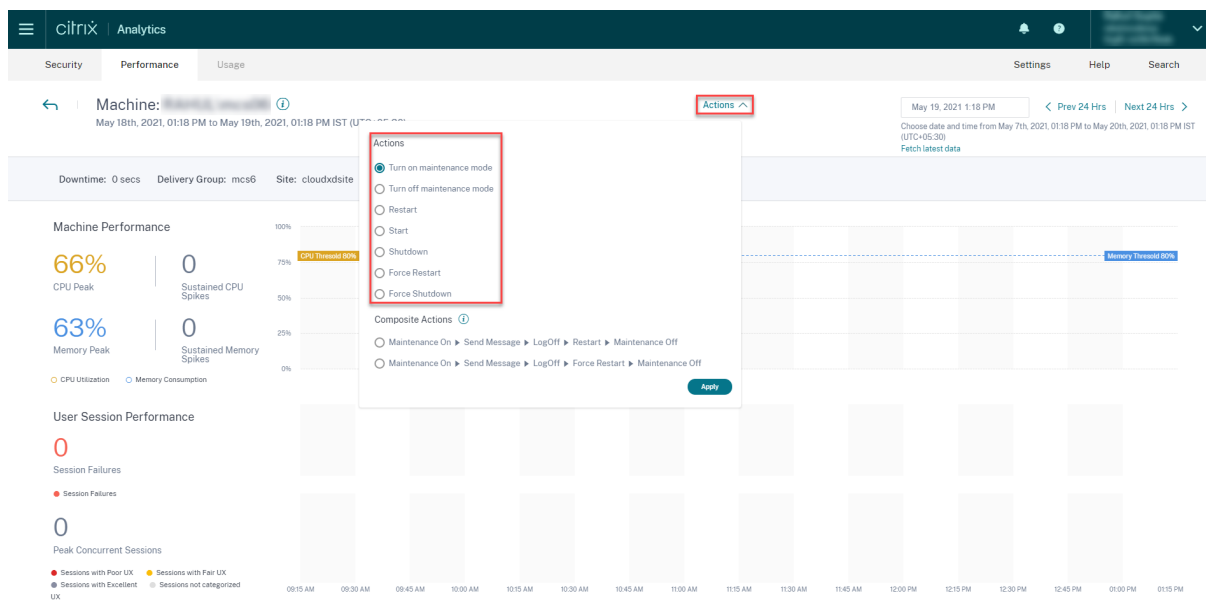 citrix | Analytics
Security Performance Usage Settings Help Search
Machine:
Actions
May 18th, 2021, 01:18 PM to May 19th, 2021, 01:18 PM IST
May 19, 2021 1:18 PM
Prev 24 Hrs Next 24 Hrs
Choose date and time from May 7th, 2021, 01:18 PM to May 20th, 2021, 01:18 PM IST
(UTC+05:30)
Fetch latest data
Actions
Turn on maintenance mode
Turn off maintenance mode
Restart
Start
Shutdown
Force Restart
Force Shutdown
Composite Actions
Maintenance On ▶ Send Message ▶ LogOff ▶ Restart ▶ Maintenance Off
Maintenance On ▶ Send Message ▶ LogOff ▶ Force Restart ▶ Maintenance Off
Apply
Downtime: 0 secs Delivery Group: mcs6 Site: cloudxdsite
Machine Performance
66%
CPU Peak
0
Sustained CPU
Spikes
63%
Memory Peak
0
Sustained Memory
Spikes
CPU Utilization Memory Consumption
100%
75%
50%
25%
0%
CPU Thresold 80%
Memory Thresold 80%
User Session Performance
0
Session Failures
Session Failures
0
Peak Concurrent Sessions
Sessions with Poor UX Sessions with Fair UX
Sessions with Excellent Sessions not categorized
UX
09:15 AM 09:30 AM 09:45 AM 10:00 AM 10:15 AM 10:30 AM 10:45 AM 11:00 AM 11:15 AM 11:30 AM 11:45 AM 12:00 PM 12:15 PM 12:30 PM 12:45 PM 01:00 PM 01:15 PM